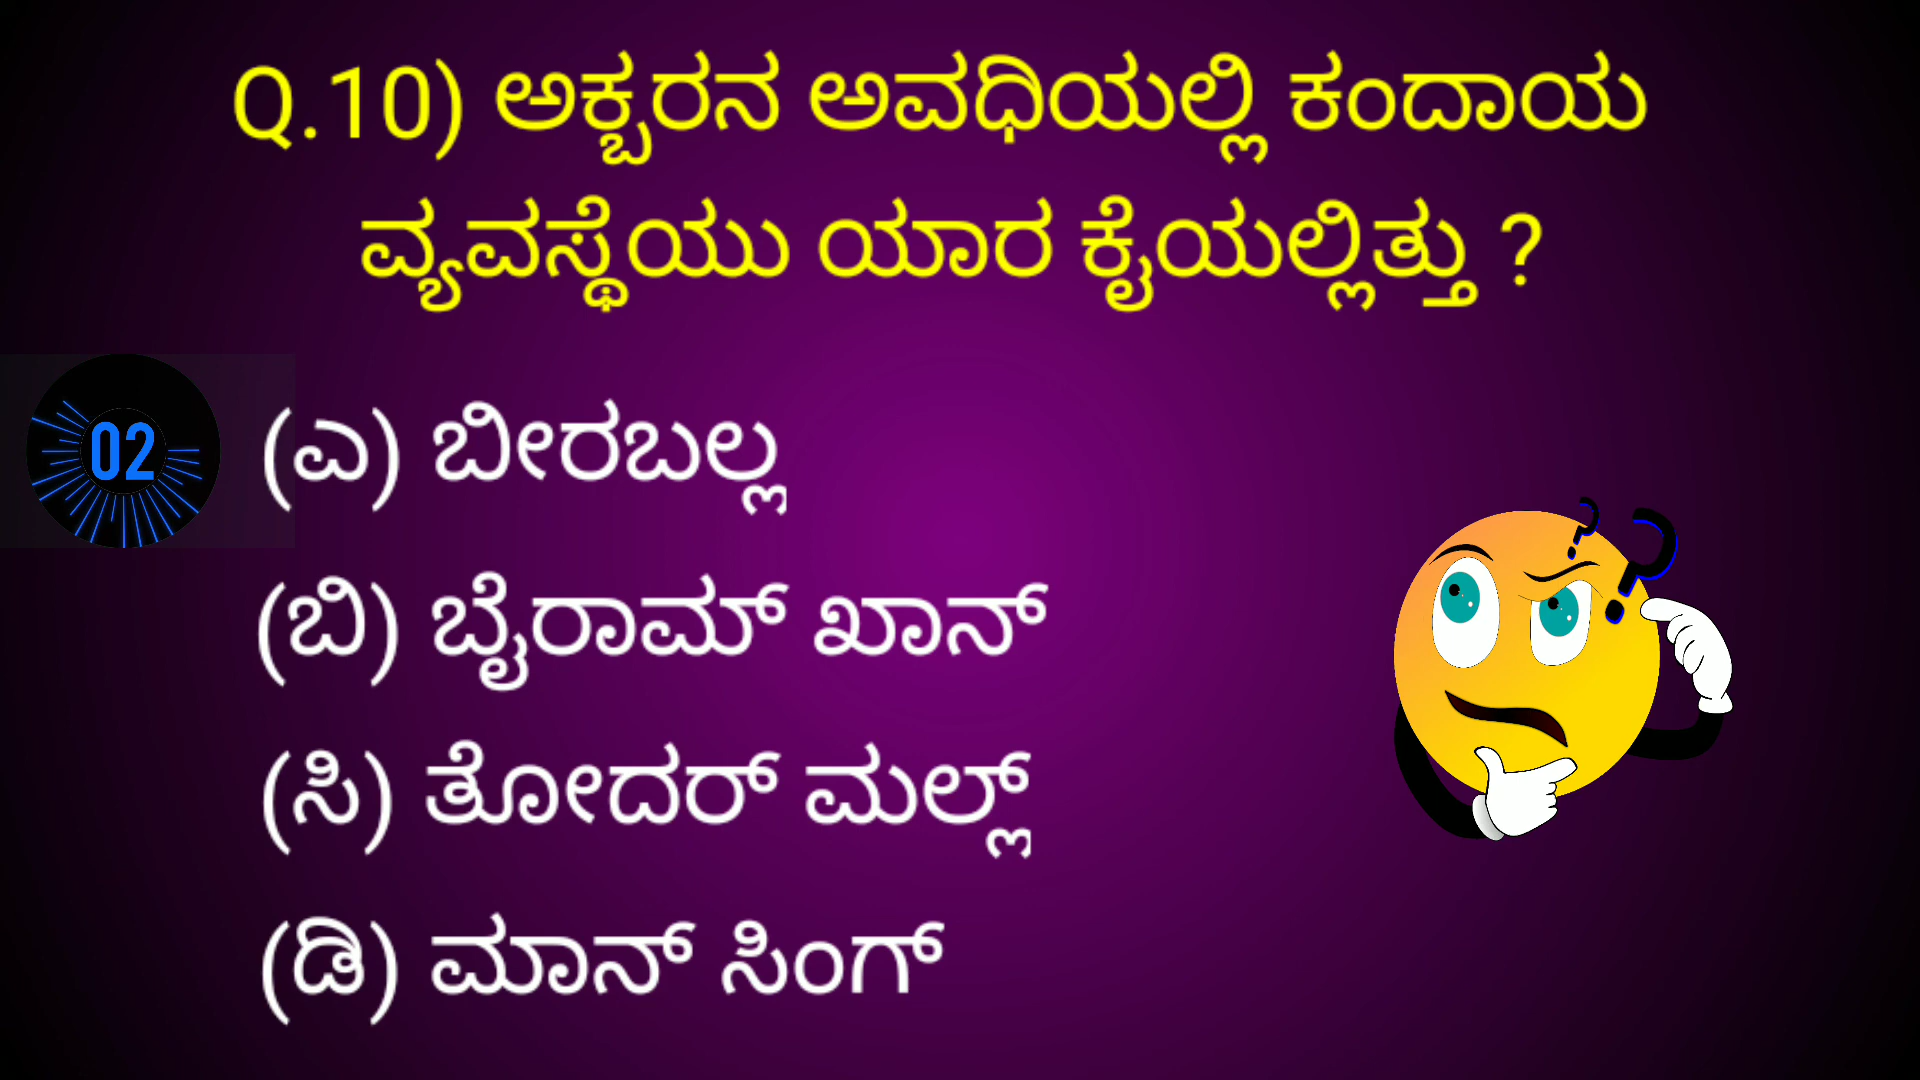 Q.10) ಅಕ್ಬರನ ಅವಧಿಯಲ್ಲಿ ಕಂದಾಯ
ವ್ಯವಸ್ಥೆಯು ಯಾರ ಕೈಯಲ್ಲಿತ್ತು ?
02
(ಎ) ಬೀರಬಲ್ಲ
(ಬಿ) ಬೈರಾಮ್ ಖಾನ್
(ಸಿ) ತೋದರ್ ಮಲ್ಲ್
(ಡಿ) ಮಾನ್ ಸಿಂಗ್